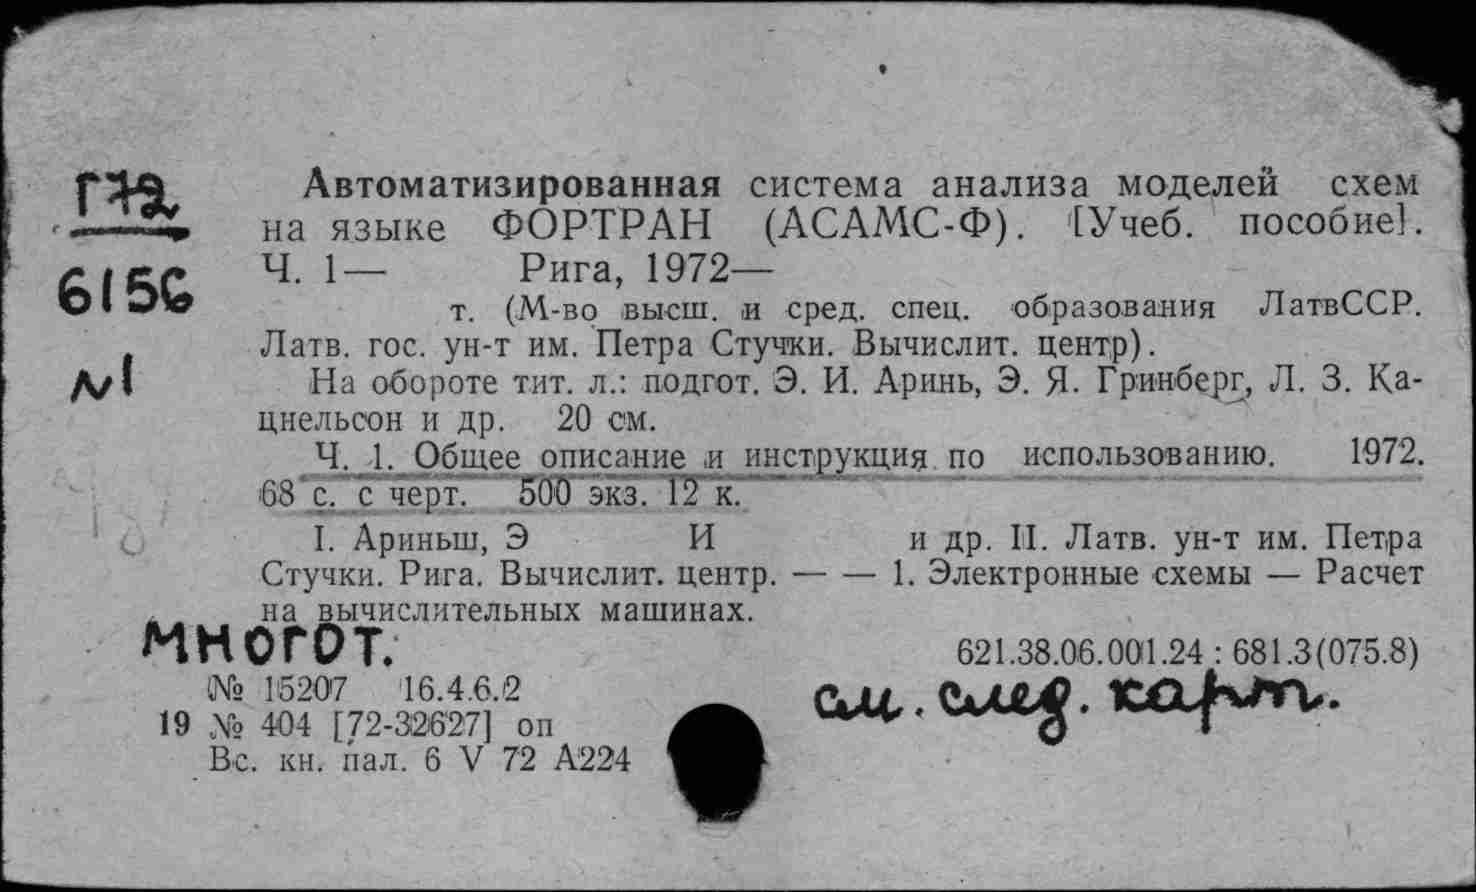 Г72
6156
№1
Автоматизированная система анализа моделей схем
на языке ФОРТРАН (АСАМС-Ф). [Учеб. пособие].
Ч. 1— Рига, 1972—
т. (М-во высш. и сред. спец. образования ЛатвССР.
Латв. гос. ун-т им. Петра Стучки. Вычислит. центр).
На обороте тит. л.: подгот. Э. И. Аринь, Э. Я. Гринберг, Л. З. Ка-
цнельсон и др. 20 см.
Ч. 1. Общее описание и инструкция по использованию. 1972.
68 с. с черт. 500 экз. 12 к.
I. Ариньш, Э И и др. II. Латв. ун-т им. Петра
Стучки. Рига. Вычислит. центр. — — 1. Электронные схемы — Расчет
на вычислительных машинах.
многот.
621.38.06.001.24 : 681.3(075.8)
№ 15207 16.4.6.2
см. след. карт.
19 № 404 [72-32627] оп
Вс. кн. пал. 6 V 72 А224